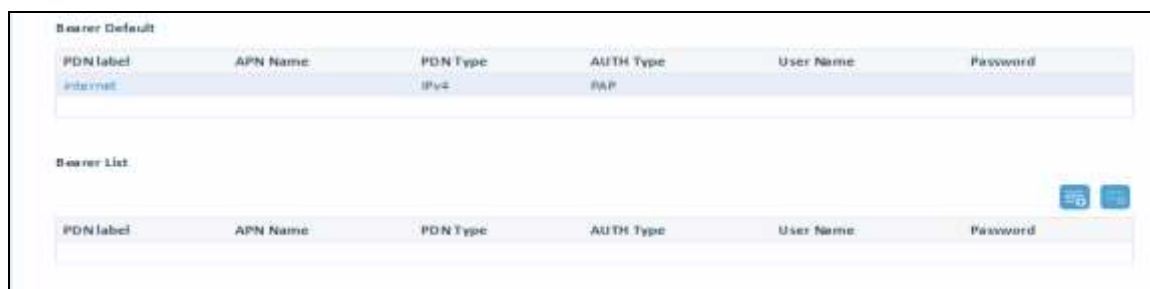 Bearer Default
PDN label APN Name PDN Type AUTH Type User Name Password
internet IPv4 PAP
Bearer List
PDN label APN Name PDN Type AUTH Type User Name Password